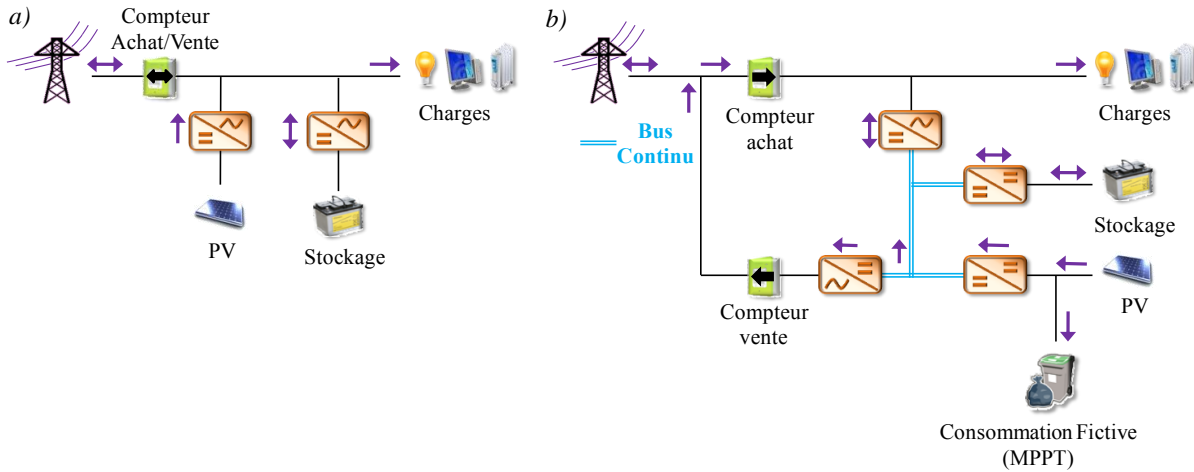 a)
Compteur
Achat/Vente
Charges
PV
Stockage
b)
Compteur
achat
Charges
Bus
Continu
Stockage
PV
Compteur
vente
Consommation Fictive
(MPPT)